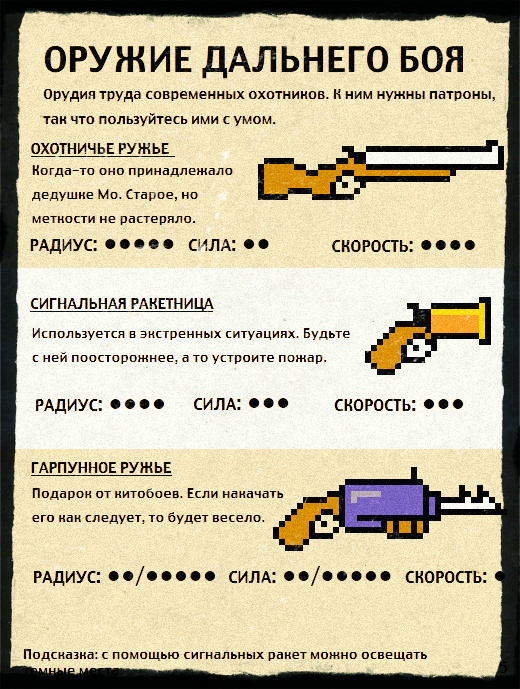 ОРУЖИЕ ДАЛЬНЕГО БОЯ
Орудия труда современных охотников. К ним нужны патроны,
так что пользуйтесь ими с умом.
ОХОТНИЧЬЕ РУЖЬЕ
Когда-то оно принадлежало
дедушке Мо. Старое, но
меткости не растеряло.
РАДИУС: ●●●●● СИЛА: ●● СКОРОСТЬ: ●●●●
СИГНАЛЬНАЯ РАКЕТНИЦА
Используется в экстренных ситуациях. Будьте
с ней поосторожнее, а то устроите пожар.
РАДИУС: ●●●● СИЛА: ●●● СКОРОСТЬ: ●●●
ГАРПУННОЕ РУЖЬЕ
Подарок от китобоев. Если накачать
его как следует, то будет весело.
РАДИУС: ●●/●●●●● СИЛА: ●●/●●●●● СКОРОСТЬ: ●
Подсказка: с помощью сигнальных ракет можно освещать
темные места.
5